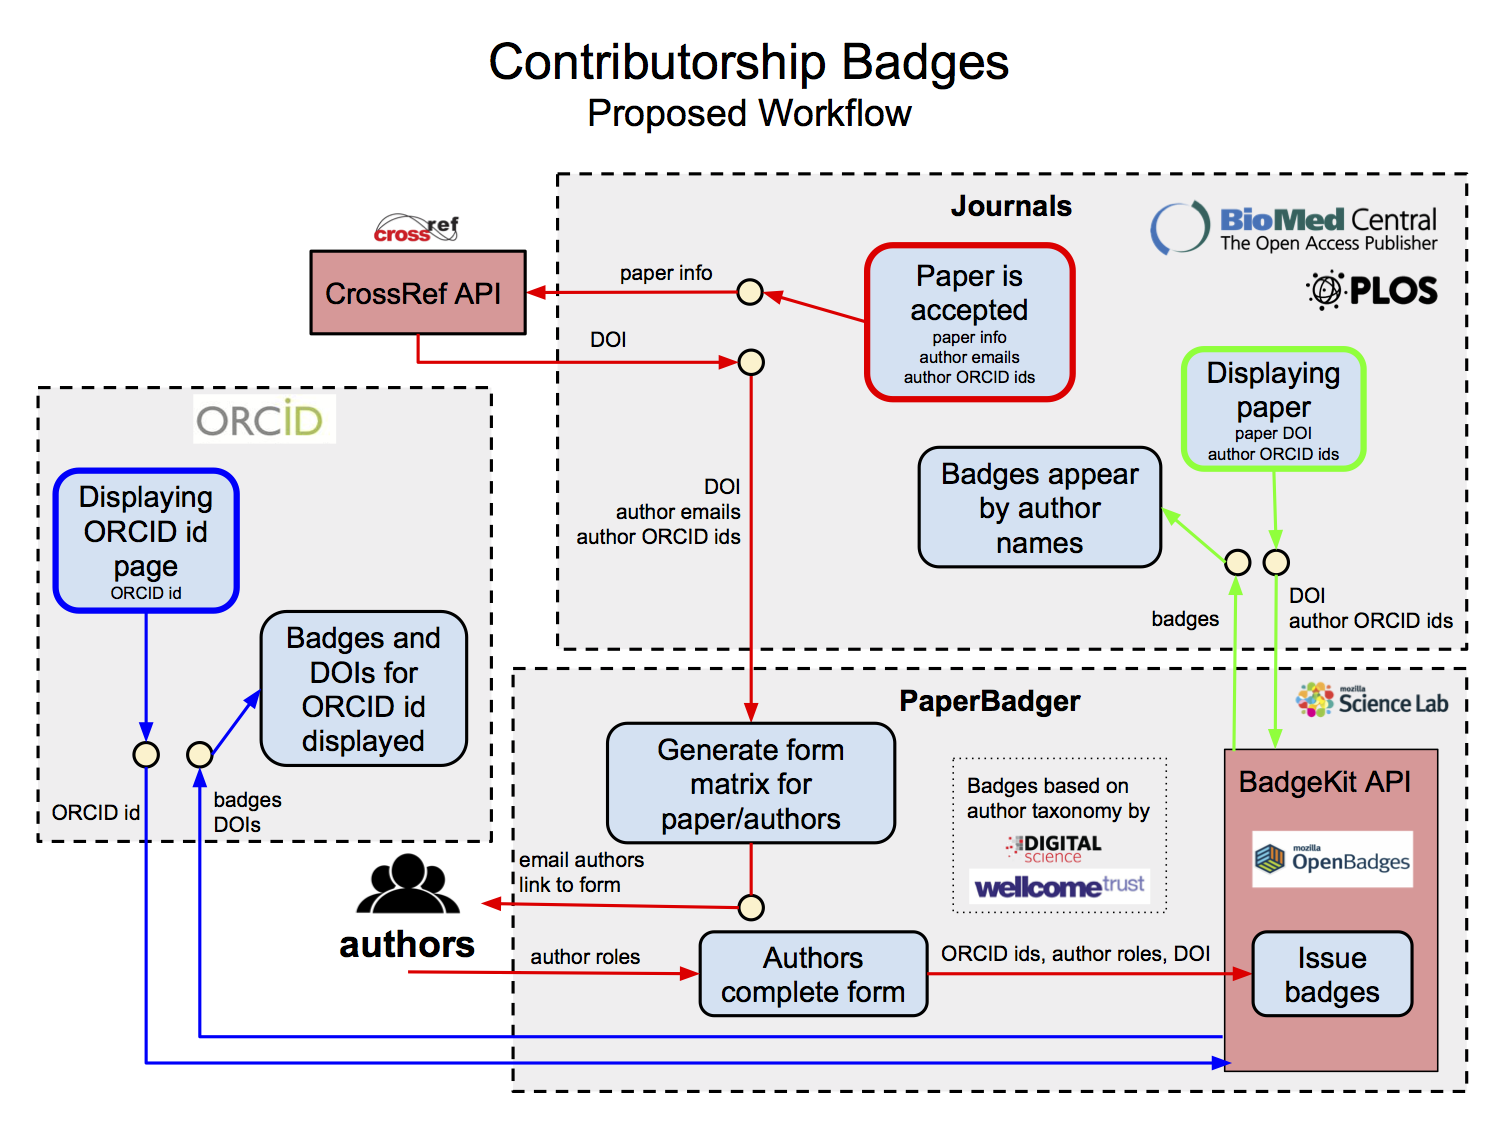 Contributorship Badges
Proposed Workflow
Journals
BioMed Central
The Open Access Publisher
PLOS
crossref
CrossRef API
paper info
DOI
Paper is
accepted
paper info
author emails
author ORCID ids
Displaying
paper
paper DOI
author ORCID ids
Badges appear
by author
names
badges
DOI
author ORCID ids
DOI
author emails
author ORCID ids
ORCID
Displaying
ORCID id
page
ORCID id
Badges and
DOIs for
ORCID id
displayed
ORCID id
badges
DOIs
PaperBadger
mozilla
Science Lab
Generate form
matrix for
paper/authors
Badges based on
author taxonomy by
DIGITAL
science
wellcometrust
BadgeKit API
mozilla
OpenBadges
email authors
link to form
authors
author roles
Authors
complete form
ORCID ids, author roles, DOI
Issue
badges